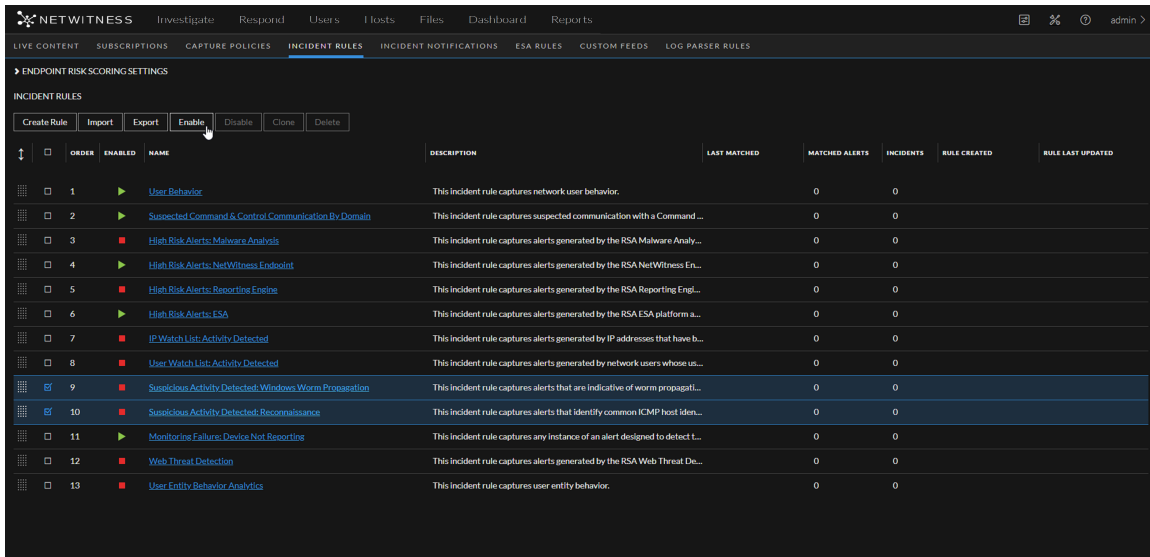 NETWITNESS Investigate Respond Users Hosts Files Dashboard Reports admin >
LIVE CONTENT SUBSCRIPTIONS CAPTURE POLICIES INCIDENT RULES INCIDENT NOTIFICATIONS ESA RULES CUSTOM FEEDS LOG PARSER RULES
> ENDPOINT RISK SCORING SETTINGS
INCIDENT RULES
Create Rule Import Export Enable Disable Clone Delete
ORDER ENABLED NAME DESCRIPTION LAST MATCHED MATCHED ALERTS INCIDENTS RULE CREATED RULE LAST UPDATED
1 User Behavior This incident rule captures network user behavior. 0 0
2 Suspected Command & Control Communication By Domain This incident rule captures suspected communication with a Command ... 0 0
3 High Risk Alerts: Malware Analysis This incident rule captures alerts generated by the RSA Malware Analy... 0 0
4 High Risk Alerts: NetWitness Endpoint This incident rule captures alerts generated by the RSA NetWitness En... 0 0
5 High Risk Alerts: Reporting Engine This incident rule captures alerts generated by the RSA Reporting Engi... 0 0
6 High Risk Alerts: ESA This incident rule captures alerts generated by the RSA ESA platform a... 0 0
7 IP Watch List: Activity Detected This incident rule captures alerts generated by IP addresses that have b... 0 0
8 User Watch List: Activity Detected This incident rule captures alerts generated by network users whose us... 0 0
9 Suspicious Activity Detected: Windows Worm Propagation This incident rule captures alerts that are indicative of worm propagati... 0 0
10 Suspicious Activity Detected: Reconnaissance This incident rule captures alerts that identify common ICMP host iden... 0 0
11 Monitoring Failure: Device Not Reporting This incident rule captures any instance of an alert designed to detect t... 0 0
12 Web Threat Detection This incident rule captures alerts generated by the RSA Web Threat De... 0 0
13 User Entity Behavior Analytics This incident rule captures user entity behavior. 0 0